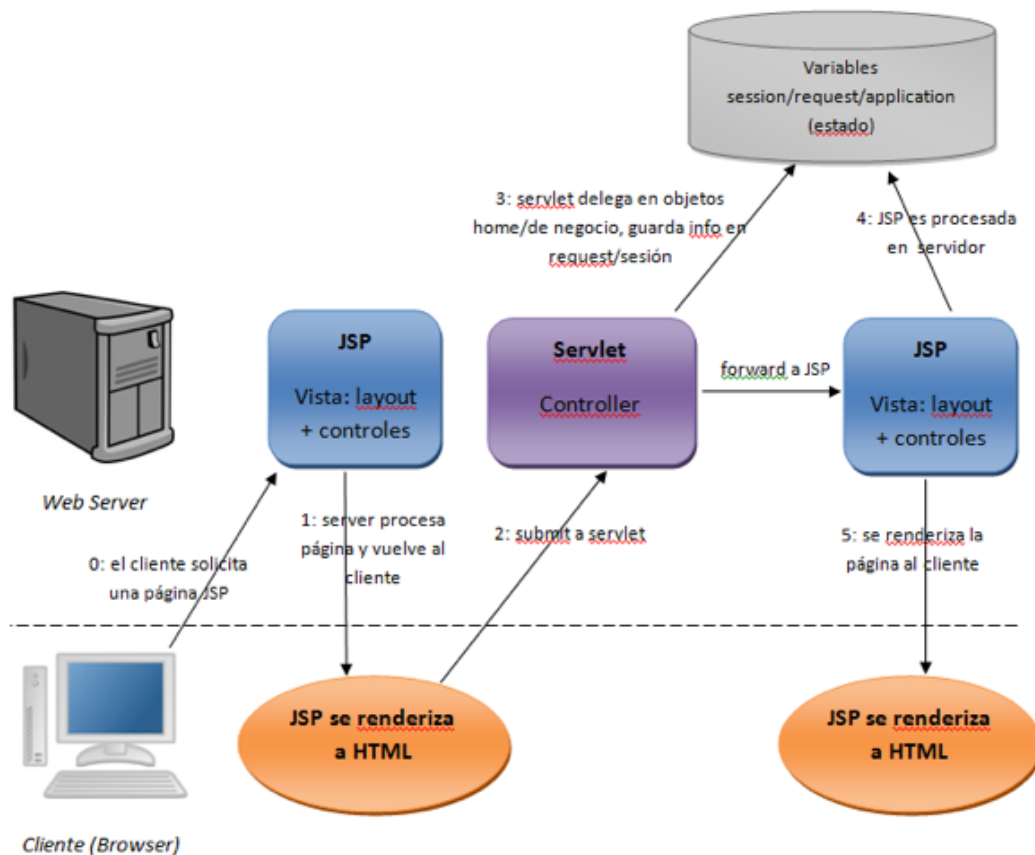 Variables
session/request/application
(estado)
3: servlet delega en objetos
home/de negocio, guarda info en
request/sesión
4: JSP es procesada
en servidor
JSP
Vista: layout
+ controles
Servlet
Controller
forward a JSP
JSP
Vista: layout
+ controles
Web Server
0: el cliente solicita
una página JSP
1: server procesa
página y vuelve al
cliente
2: submit a servlet
5: se renderiza la
página al cliente
JSP se renderiza
a HTML
JSP se renderiza
a HTML
Cliente (Browser)